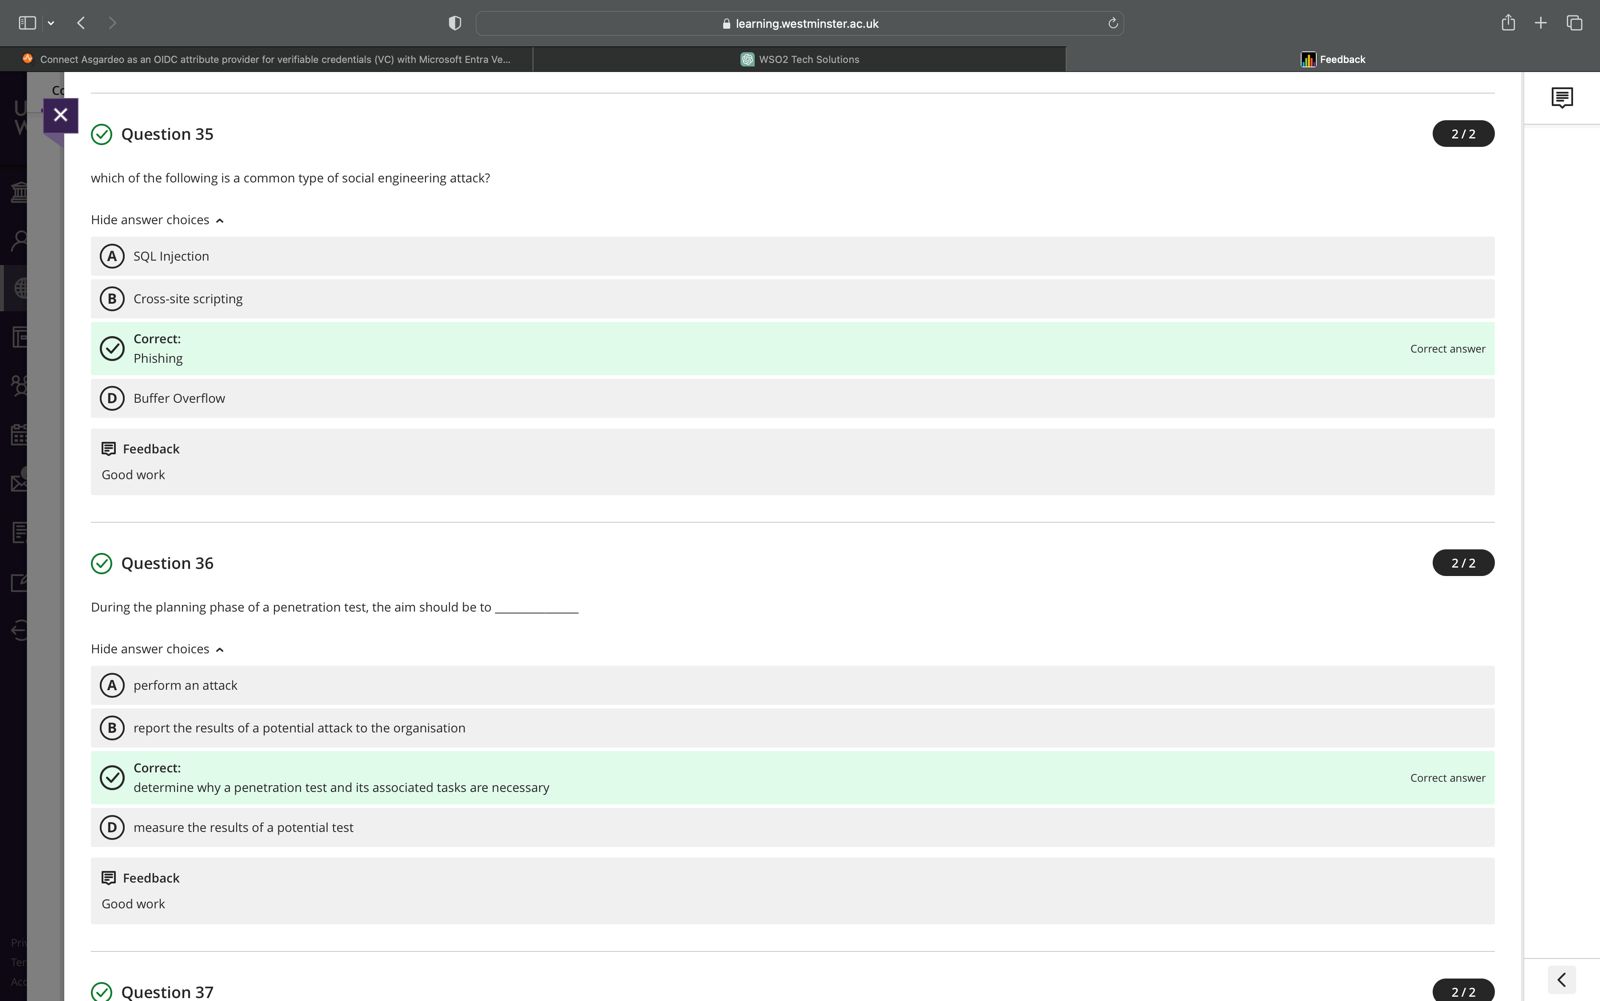 learning.westminster.ac.uk
Connect Asgardeo as an OIDC attribute provider for verifiable credentials (VC) with Microsoft Entra Ve...
WSO2 Tech Solutions
Feedback
Question 35
2 / 2
which of the following is a common type of social engineering attack?
Hide answer choices
A SQL Injection
B Cross-site scripting
Correct:
Phishing
Correct answer
D Buffer Overflow
Feedback
Good work
Question 36
2 / 2
During the planning phase of a penetration test, the aim should be to ______________
Hide answer choices
A perform an attack
B report the results of a potential attack to the organisation
Correct:
determine why a penetration test and its associated tasks are necessary
Correct answer
D measure the results of a potential test
Feedback
Good work
Question 37
2 / 2